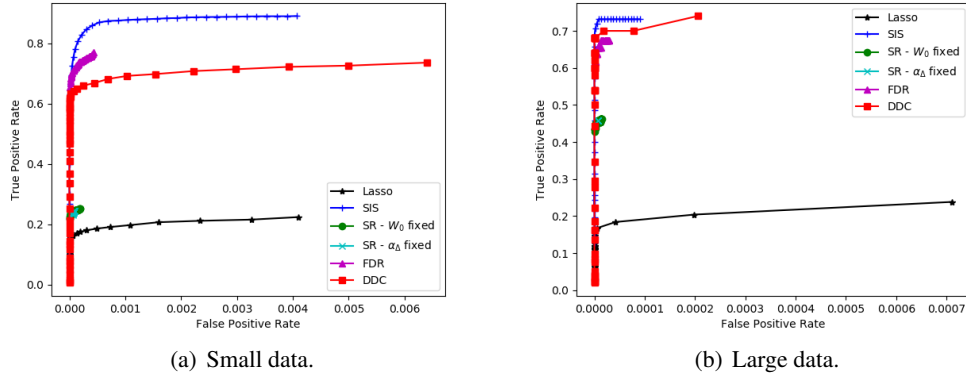 True Positive Rate
0.8
0.6
0.4
0.2
0.0
Lasso
SIS
SR - W₀ fixed
SR - α_Δ fixed
FDR
DDC
0.000 0.001 0.002 0.003 0.004 0.005 0.006
False Positive Rate
(a) Small data.
True Positive Rate
0.7
0.6
0.5
0.4
0.3
0.2
0.1
0.0
Lasso
SIS
SR - W₀ fixed
SR - α_Δ fixed
FDR
DDC
0.0000 0.0001 0.0002 0.0003 0.0004 0.0005 0.0006 0.0007
False Positive Rate
(b) Large data.